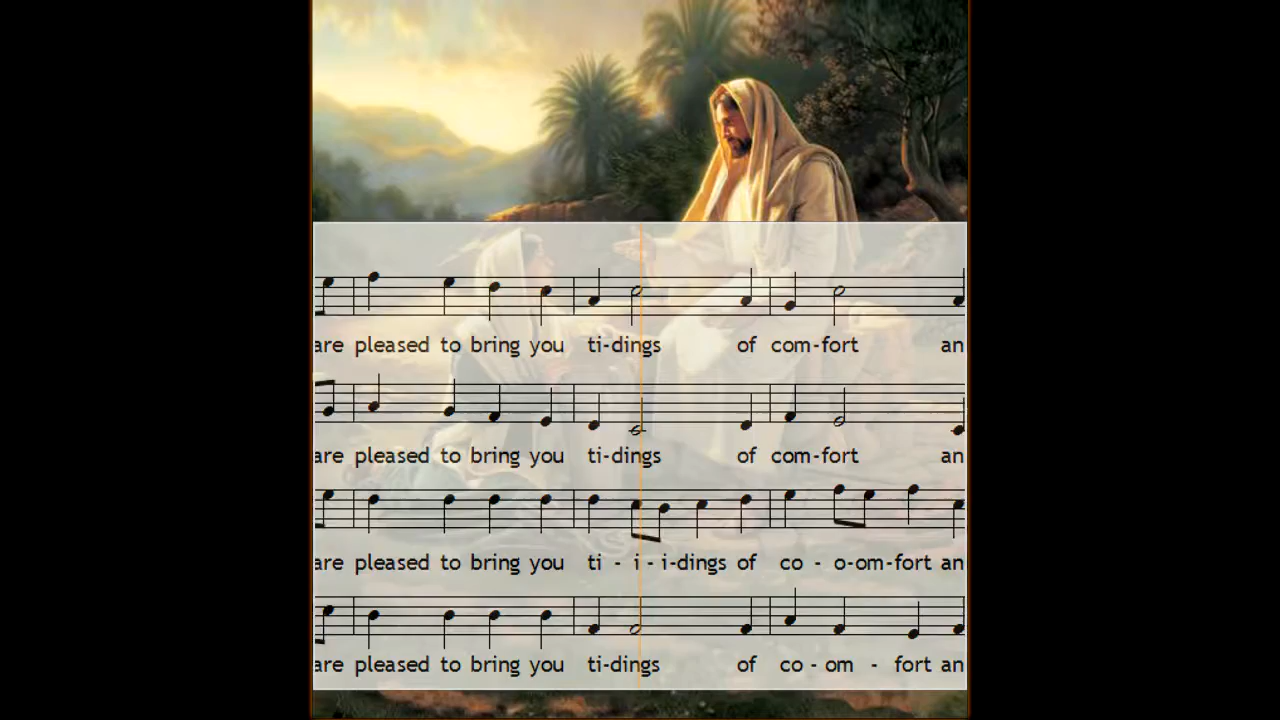 are pleased to bring you ti-dings of com-fort an
are pleased to bring you ti-dings of com-fort an
are pleased to bring you ti - i - i-dings of co - o-om-fort an
are pleased to bring you ti-dings of co - om - fort an